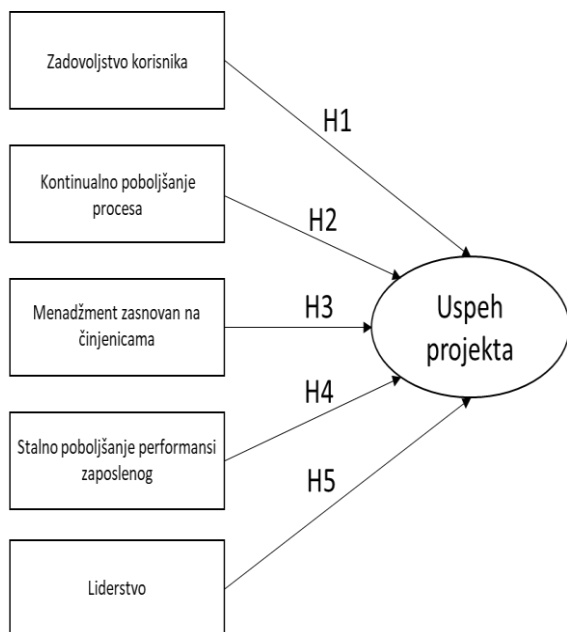 Zadovoljstvo korisnika
H1
Kontinualno poboljšanje
procesa
H2
Menadžment zasnovan na
činjenicama
H3
Uspeh
projekta
Stalno poboljšanje performansi
zaposlenog
H4
Liderstvo
H5